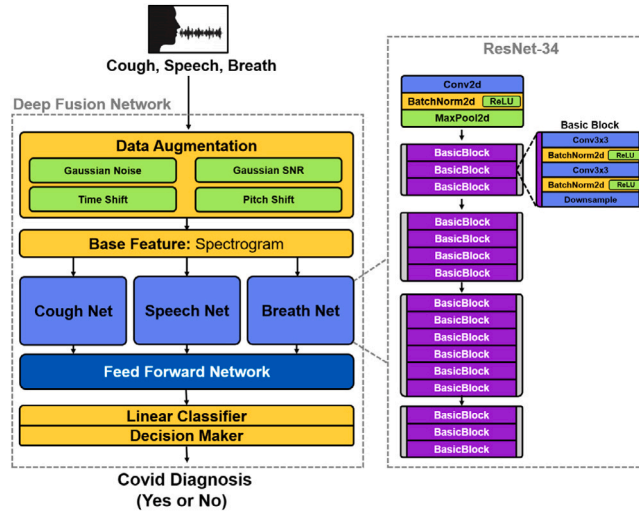 Cough, Speech, Breath
Deep Fusion Network
Data Augmentation
Gaussian Noise
Gaussian SNR
Time Shift
Pitch Shift
Base Feature: Spectrogram
Cough Net
Speech Net
Breath Net
Feed Forward Network
Linear Classifier
Decision Maker
Covid Diagnosis
(Yes or No)
ResNet-34
Conv2d
BatchNorm2d ReLU
MaxPool2d
BasicBlock
BasicBlock
BasicBlock
Basic Block
Conv3x3
BatchNorm2d ReLU
Conv3x3
BatchNorm2d ReLU
Downsample
BasicBlock
BasicBlock
BasicBlock
BasicBlock
BasicBlock
BasicBlock
BasicBlock
BasicBlock
BasicBlock
BasicBlock
BasicBlock
BasicBlock
BasicBlock